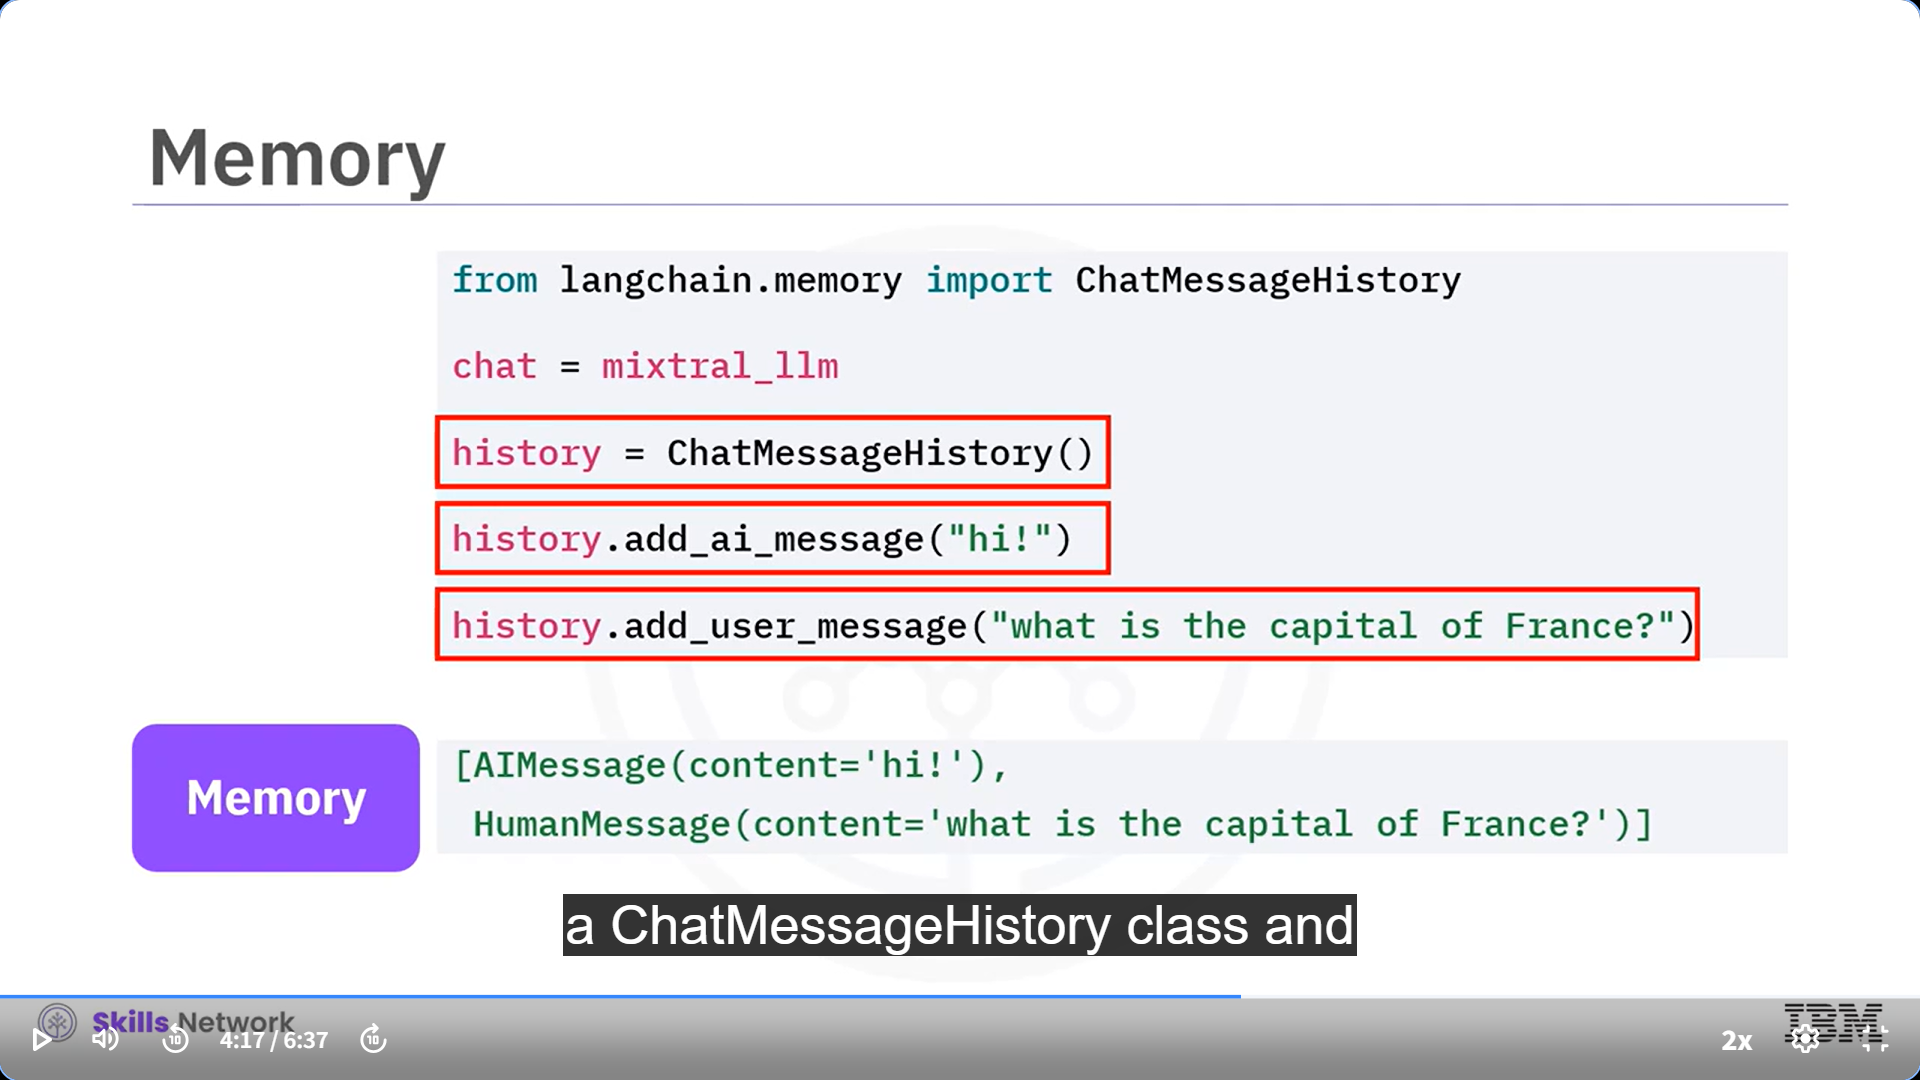 Memory
from langchain.memory import ChatMessageHistory
chat = mixtral_llm
history = ChatMessageHistory()
history.add_ai_message("hi!")
history.add_user_message("what is the capital of France?")
Memory
[AIMessage(content='hi!'),
HumanMessage(content='what is the capital of France?')]
a ChatMessageHistory class and
Skills Network
IBM
10
4:17 / 6:37
10
2x